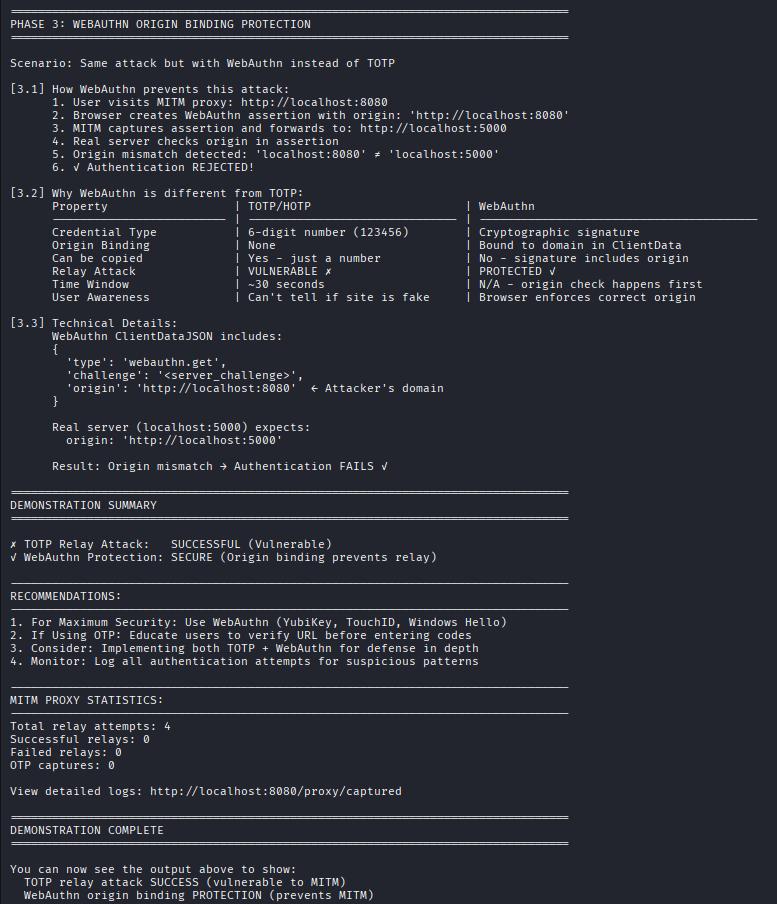 PHASE 3: WEBAUTHN ORIGIN BINDING PROTECTION
Scenario: Same attack but with WebAuthn instead of TOTP
[3.1] How WebAuthn prevents this attack:
1. User visits MITM proxy: http://localhost:8080
2. Browser creates WebAuthn assertion with origin: 'http://localhost:8080'
3. MITM captures assertion and forwards to: http://localhost:5000
4. Real server checks origin in assertion
5. Origin mismatch detected: 'localhost:8080' ≠ 'localhost:5000'
6. √ Authentication REJECTED!
[3.2] Why WebAuthn is different from TOTP:
Property | TOTP/HOTP | WebAuthn
Credential Type | 6-digit number (123456) | Cryptographic signature
Origin Binding | None | Bound to domain in ClientData
Can be copied | Yes - just a number | No - signature includes origin
Relay Attack | VULNERABLE ✗ | PROTECTED √
Time Window | ~30 seconds | N/A - origin check happens first
User Awareness | Can't tell if site is fake | Browser enforces correct origin
[3.3] Technical Details:
WebAuthn ClientDataJSON includes:
{
'type': 'webauthn.get',
'challenge': '<server_challenge>',
'origin': 'http://localhost:8080' ← Attacker's domain
}
Real server (localhost:5000) expects:
origin: 'http://localhost:5000'
Result: Origin mismatch → Authentication FAILS √
DEMONSTRATION SUMMARY
✗ TOTP Relay Attack: SUCCESSFUL (Vulnerable)
√ WebAuthn Protection: SECURE (Origin binding prevents relay)
RECOMMENDATIONS:
1. For Maximum Security: Use WebAuthn (YubiKey, TouchID, Windows Hello)
2. If Using OTP: Educate users to verify URL before entering codes
3. Consider: Implementing both TOTP + WebAuthn for defense in depth
4. Monitor: Log all authentication attempts for suspicious patterns
MITM PROXY STATISTICS:
Total relay attempts: 4
Successful relays: 0
Failed relays: 0
OTP captures: 0
View detailed logs: http://localhost:8080/proxy/captured
DEMONSTRATION COMPLETE
You can now see the output above to show:
TOTP relay attack SUCCESS (vulnerable to MITM)
WebAuthn origin binding PROTECTION (prevents MITM)